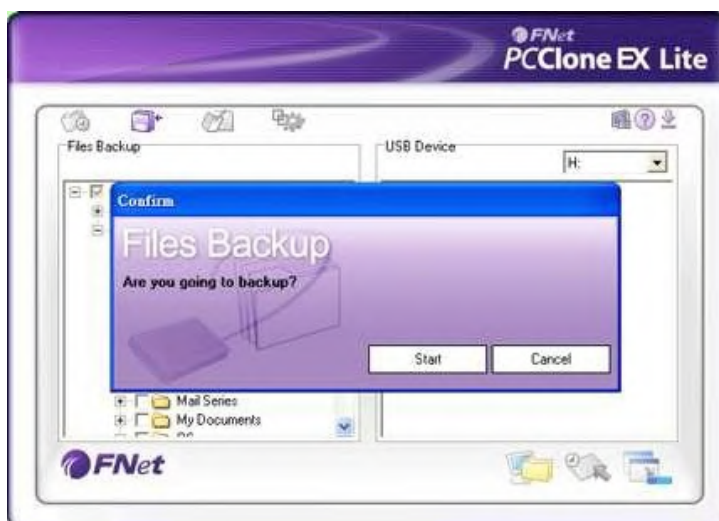 FNet
PCClone EX Lite
Files Backup
USB Device
H:
Confirm
Files Backup
Are you going to backup?
Start
Cancel
Mail Series
My Documents
FNet